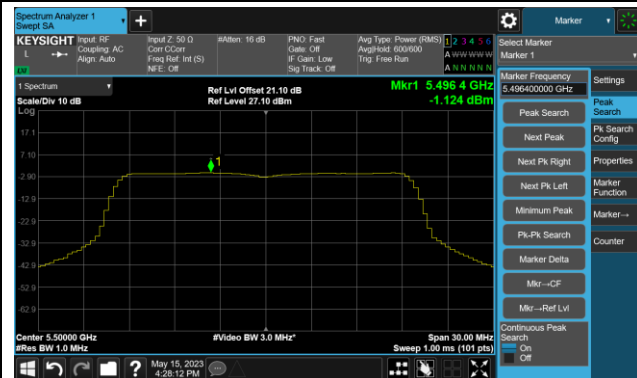 Spectrum Analyzer 1
Swept SA
Marker
KEYSIGHT
L
LXI
Input: RF
Coupling: AC
Align: Auto
Input Z: 50 Ω
Corr CCorr
Freq Ref: Int (S)
NFE: Off
#Atten: 16 dB
PNO: Fast
Gate: Off
IF Gain: Low
Sig Track: Off
Avg Type: Power (RMS)
Avg|Hold: 600/600
Trig: Free Run
1 2 3 4 5 6
A W W W W W
A N N N N N
Select Marker
Marker 1
1 Spectrum
Scale/Div 10 dB
Log
Ref Lvl Offset 21.10 dB
Ref Level 27.10 dBm
Mkr1 5.496 4 GHz
-1.124 dBm
17.1
7.10
-2.90
-12.9
-22.9
-32.9
-42.9
-52.9
-62.9
1
Center 5.50000 GHz
#Res BW 1.0 MHz
#Video BW 3.0 MHz*
Span 30.00 MHz
Sweep 1.00 ms (101 pts)
Marker Frequency
5.496400000 GHz
Peak Search
Next Peak
Next Pk Right
Next Pk Left
Minimum Peak
Pk-Pk Search
Marker Delta
Mkr→CF
Mkr→Ref Lvl
Continuous Peak
Search
On
Off
Settings
Peak
Search
Pk Search
Config
Properties
Marker
Function
Marker→
Counter
May 15, 2023
4:28:12 PM